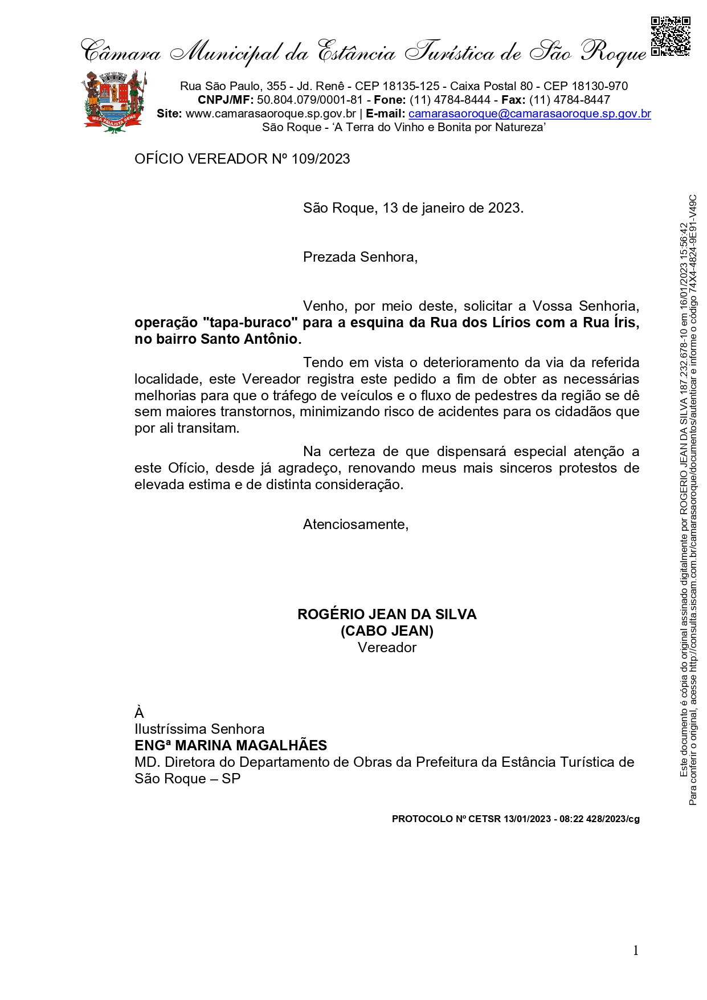 Câmara Municipal da Estância Turística de São Roque
Rua São Paulo, 355 - Jd. Renê - CEP 18135-125 - Caixa Postal 80 - CEP 18130-970
CNPJ/MF: 50.804.079/0001-81 - Fone: (11) 4784-8444 - Fax: (11) 4784-8447
Site: www.camarasaoroque.sp.gov.br | E-mail: camarasaoroque@camarasaoroque.sp.gov.br
São Roque - ‘A Terra do Vinho e Bonita por Natureza’
MEA PAULISTA GENS
OFÍCIO VEREADOR Nº 109/2023
São Roque, 13 de janeiro de 2023.
Prezada Senhora,
Venho, por meio deste, solicitar a Vossa Senhoria,
operação "tapa-buraco" para a esquina da Rua dos Lírios com a Rua Íris,
no bairro Santo Antônio.
Tendo em vista o deterioramento da via da referida
localidade, este Vereador registra este pedido a fim de obter as necessárias
melhorias para que o tráfego de veículos e o fluxo de pedestres da região se dê
sem maiores transtornos, minimizando risco de acidentes para os cidadãos que
por ali transitam.
Na certeza de que dispensará especial atenção a
este Ofício, desde já agradeço, renovando meus mais sinceros protestos de
elevada estima e de distinta consideração.
Atenciosamente,
ROGÉRIO JEAN DA SILVA
(CABO JEAN)
Vereador
À
Ilustríssima Senhora
ENGª MARINA MAGALHÃES
MD. Diretora do Departamento de Obras da Prefeitura da Estância Turística de
São Roque – SP
PROTOCOLO Nº CETSR 13/01/2023 - 08:22 428/2023/cg
1
Este documento é cópia do original assinado digitalmente por ROGERIO JEAN DA SILVA 187.232.678-10 em 16/01/2023 15:56:42
Para conferir o original, acesse http://consulta.siscam.com.br/camarasaoroque/documentos/autenticar e informe o código 74X4-4824-9E91-V49C